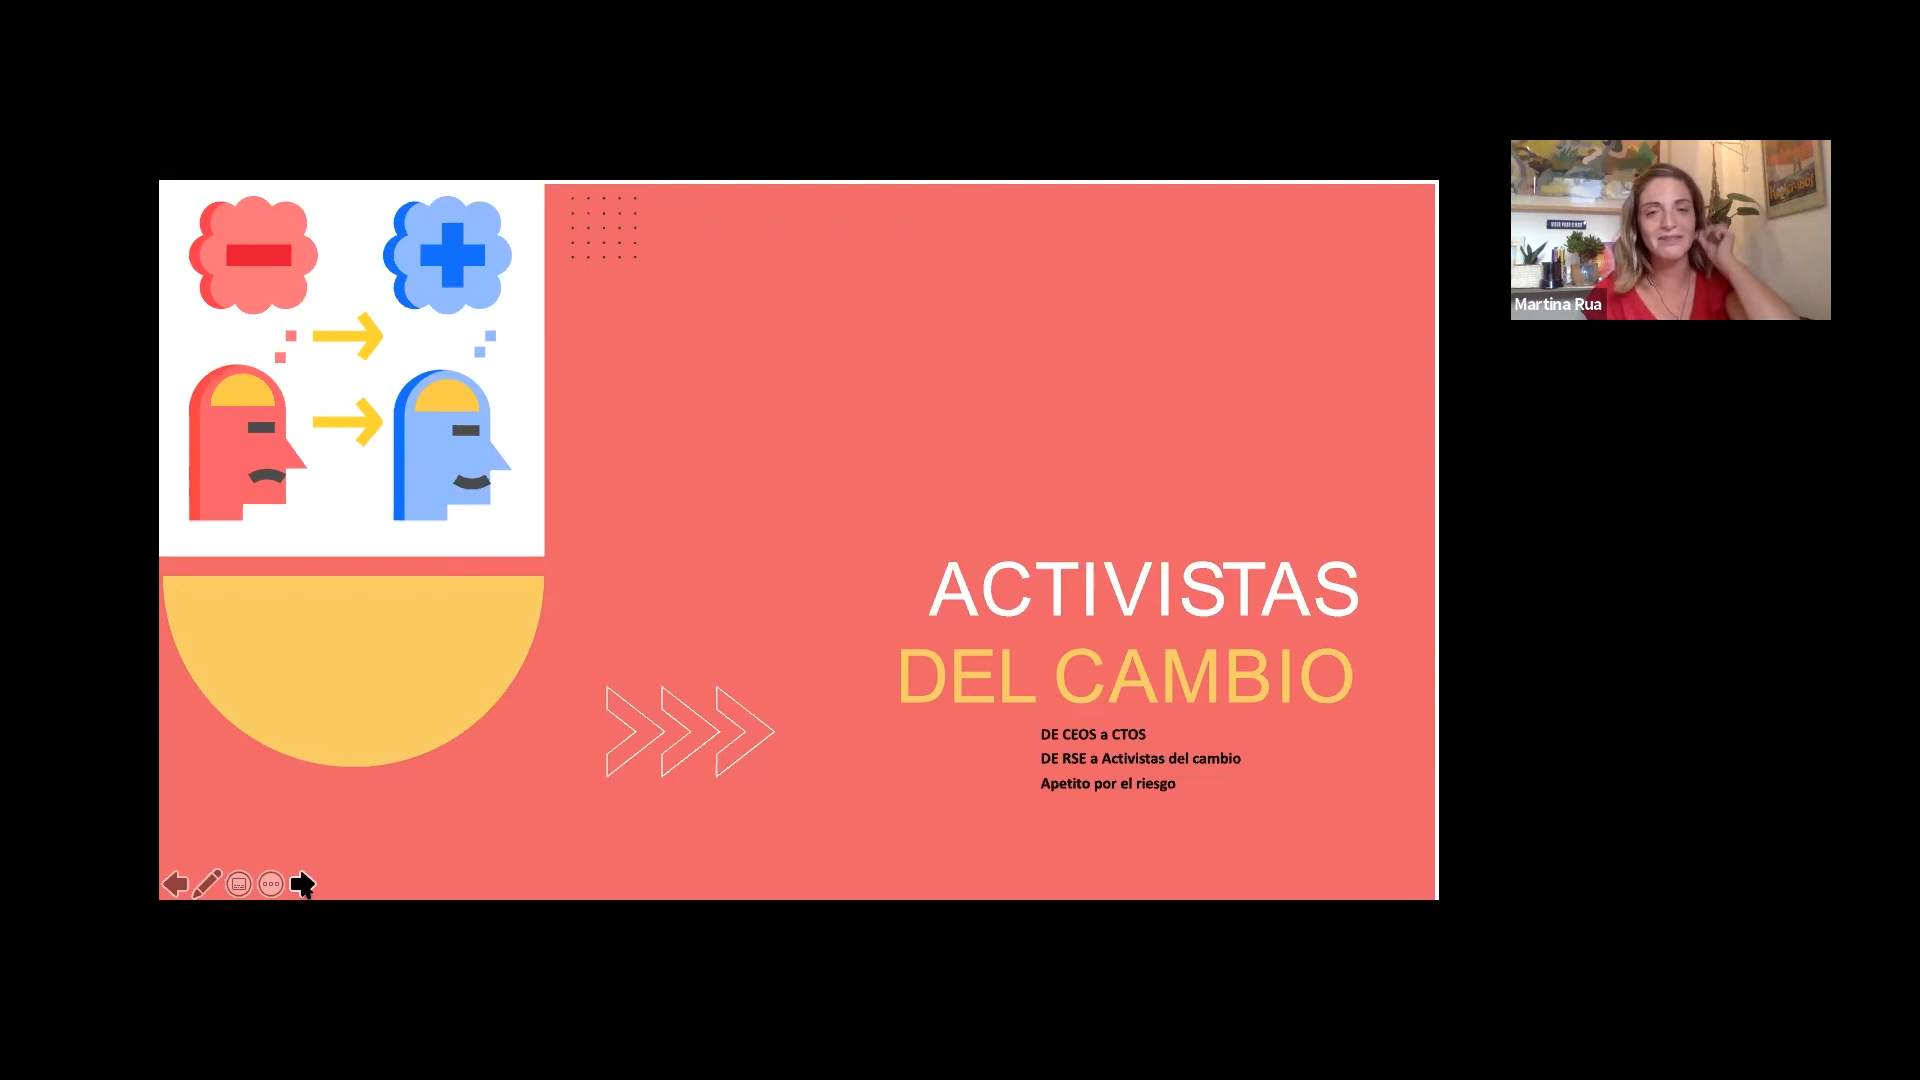 ACTIVISTAS
DEL CAMBIO
DE CEOS a CTOS
DE RSE a Activistas del cambio
Apetito por el riesgo
Martina Rua